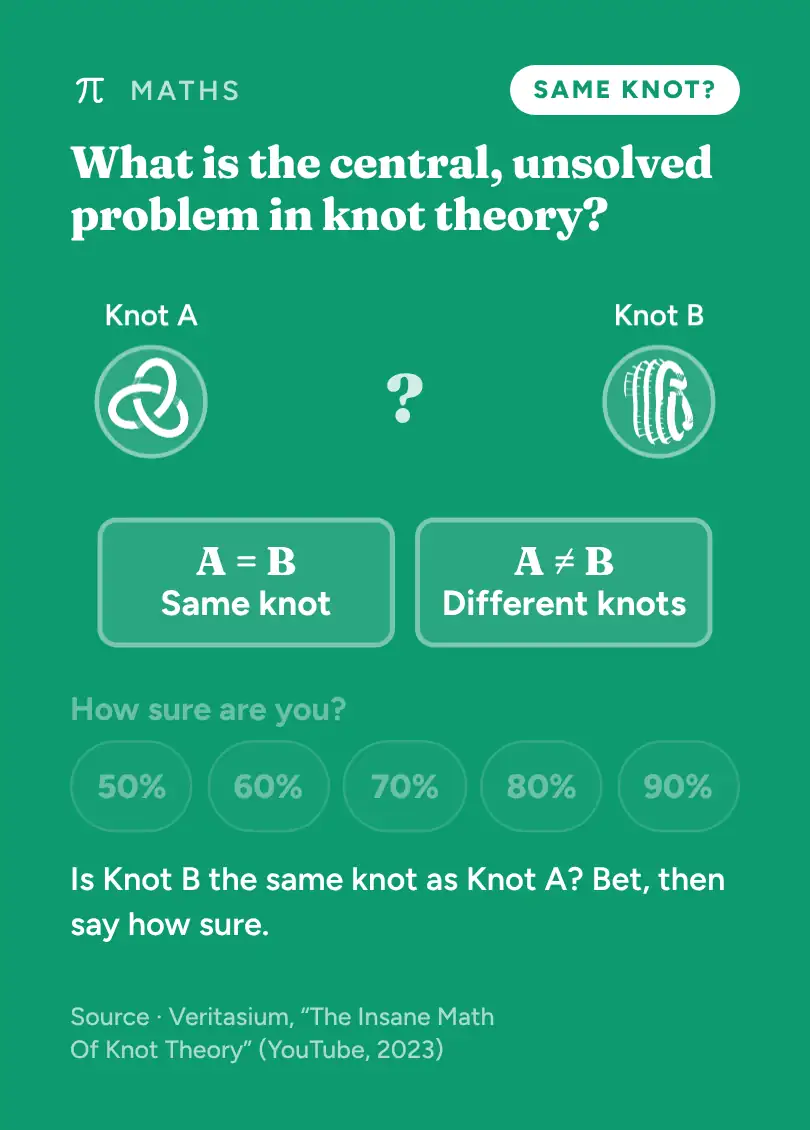 π MATHS
SAME KNOT?
What is the central, unsolved
problem in knot theory?
Knot A
Knot B
?
A = B
Same knot
A ≠ B
Different knots
How sure are you?
50% 60% 70% 80% 90%
Is Knot B the same knot as Knot A? Bet, then
say how sure.
Source · Veritasium, “The Insane Math
Of Knot Theory” (YouTube, 2023)